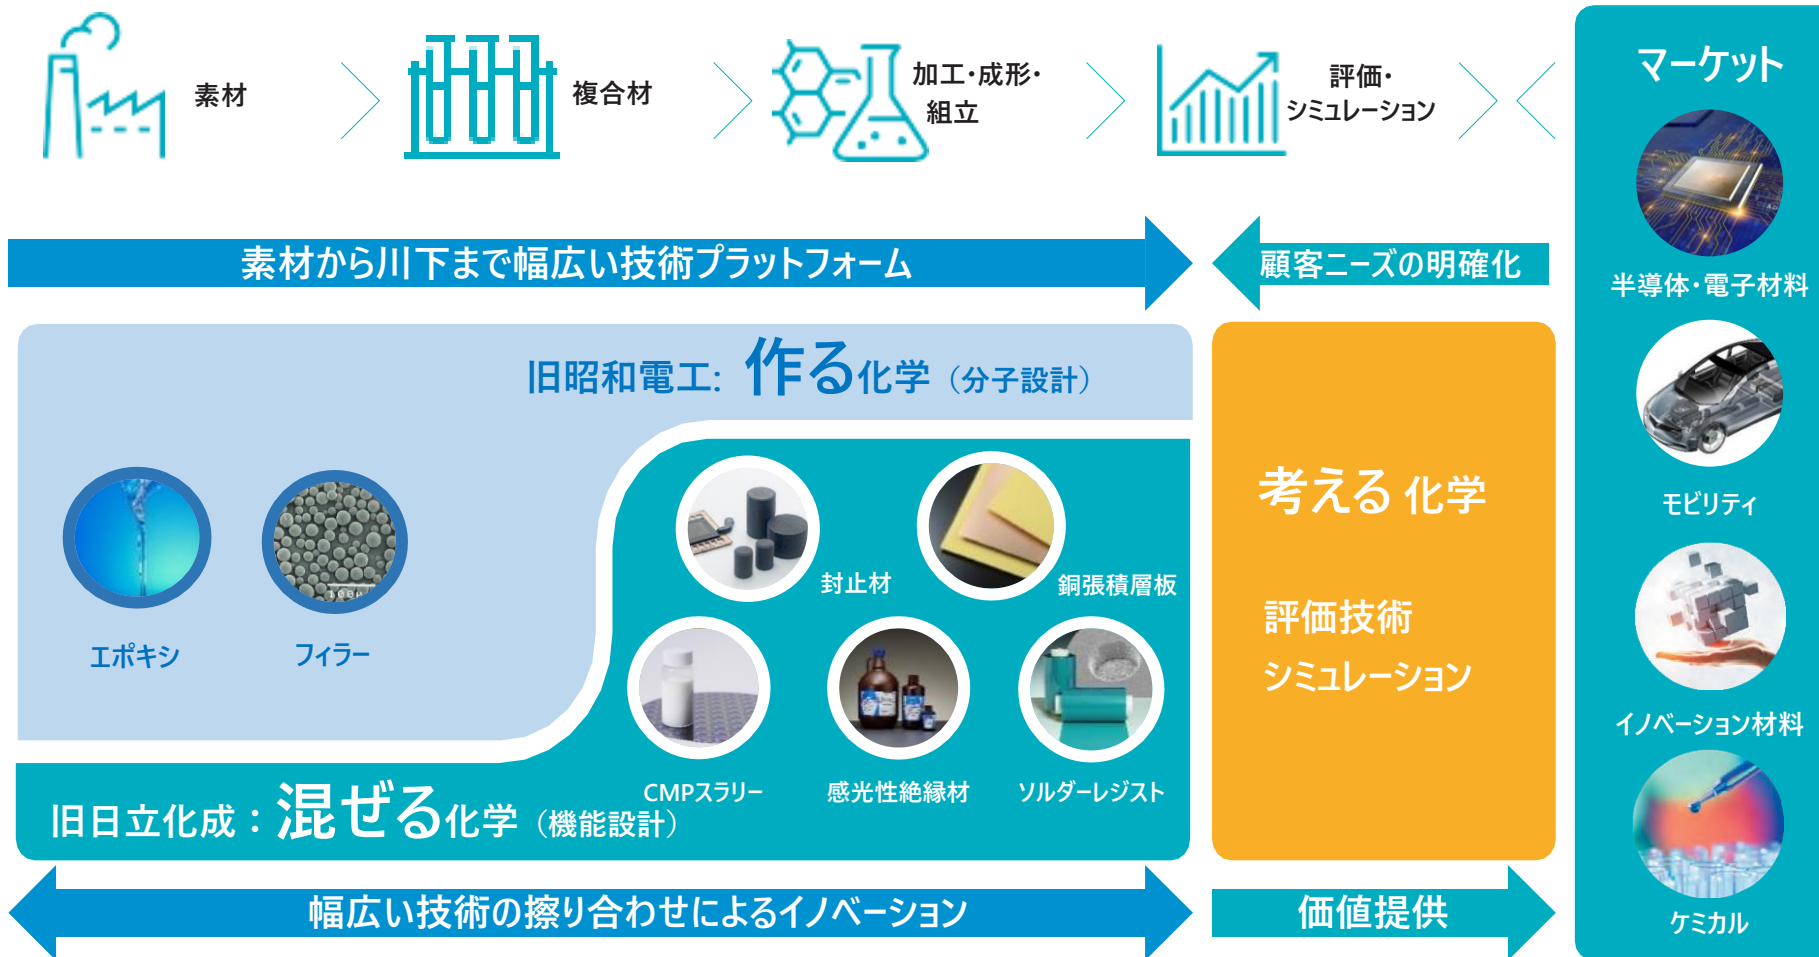 素材
複合材
加工・成形・
組立
評価・
シミュレーション
マーケット
半導体・電子材料
モビリティ
イノベーション材料
ケミカル
素材から川下まで幅広い技術プラットフォーム
顧客ニーズの明確化
旧昭和電工: 作る化学（分子設計）
エポキシ
フィラー
100μ
封止材
銅張積層板
CMPスラリー
感光性絶縁材
ソルダーレジスト
旧日立化成：混ぜる化学（機能設計）
考える 化学
評価技術
シミュレーション
幅広い技術の擦り合わせによるイノベーション
価値提供